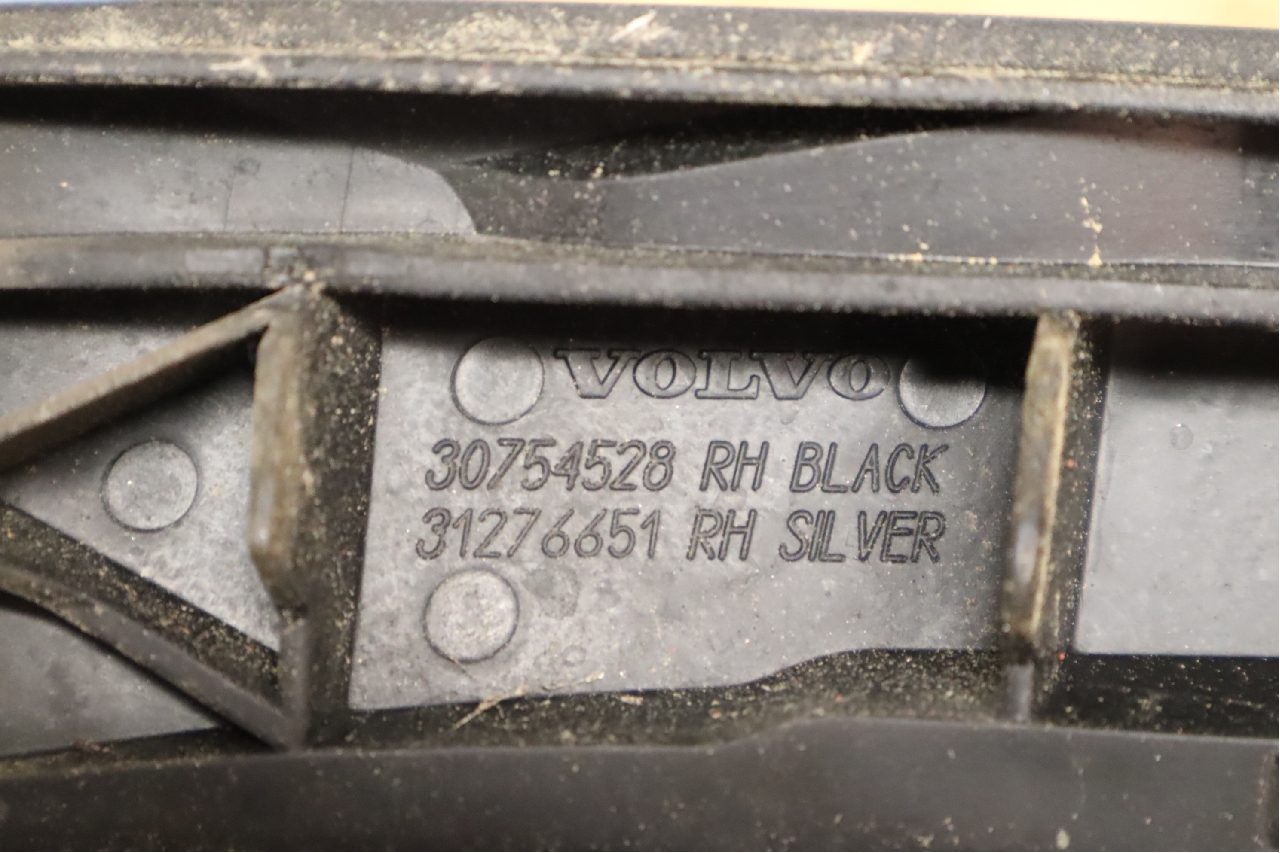 VOLVO
30754528 RH BLACK
31276651 RH SILVER